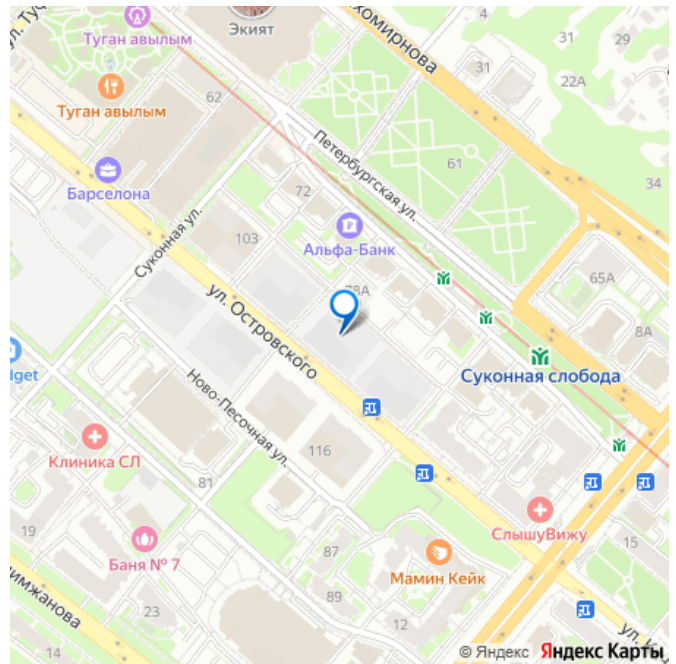 ул. Ту
Туган авылым
Экият
хомирнова
4
31
29
31
22А
Туган авылым
62
Петербургская ул.
61
34
Барселона
72
Суконная ул.
103
Альфа-Банк
78А
65А
8А
ул. Островского
Суконная слобода
dget
Ново-Песочная ул.
Клиника СЛ
116
81
СлышуВижу
19
87
15
Баня № 7
Мамин Кейк
имжанова
23
89
12
14
ул. К
© Яндекс Яндекс Карты